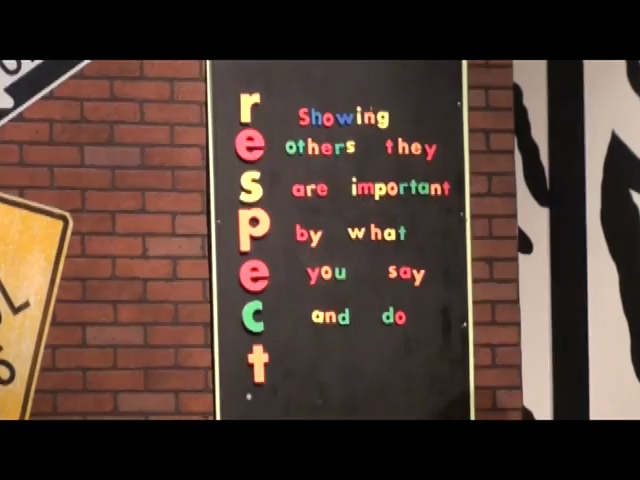 respect
Showing
others they
are important
by what
you say
and do